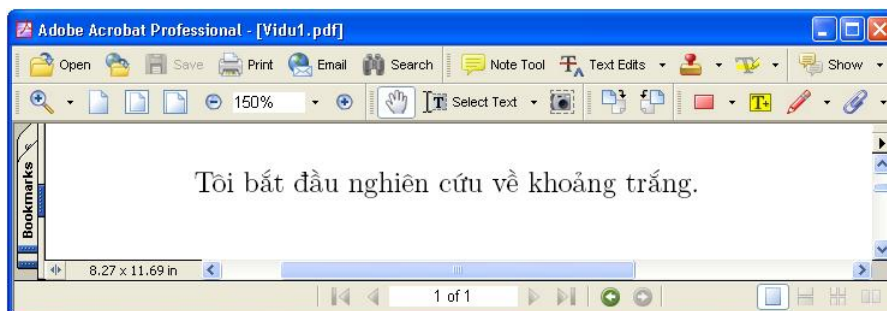 Adobe Acrobat Professional - [Vidu1.pdf]
Open Save Print Email Search Note Tool Text Edits Show
150% Select Text
Bookmarks
Tôi bắt đầu nghiên cứu về khoảng trắng.
8.27 x 11.69 in
1 of 1